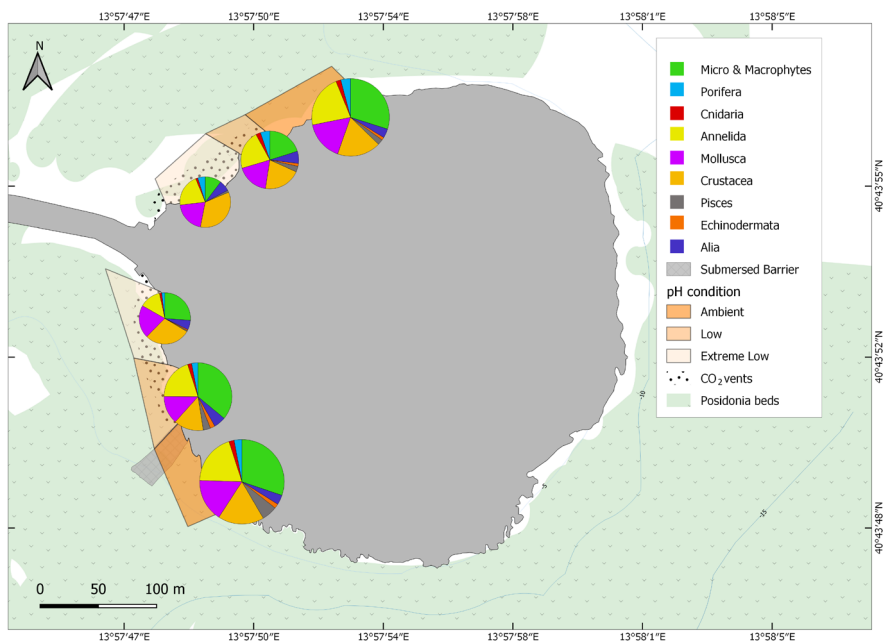 13°57'47"E 13°57'50"E 13°57'54"E 13°57'58"E 13°58'1"E 13°58'5"E
N
Micro & Macrophytes
Porifera
Cnidaria
Annelida
Mollusca
Crustacea
Pisces
Echinodermata
Alia
Submersed Barrier
pH condition
Ambient
Low
Extreme Low
CO2 vents
Posidonia beds
40°43'55"N
40°43'52"N
40°43'48"N
-10
-5
-15
0 50 100 m
13°57'47"E 13°57'50"E 13°57'54"E 13°57'58"E 13°58'1"E 13°58'5"E